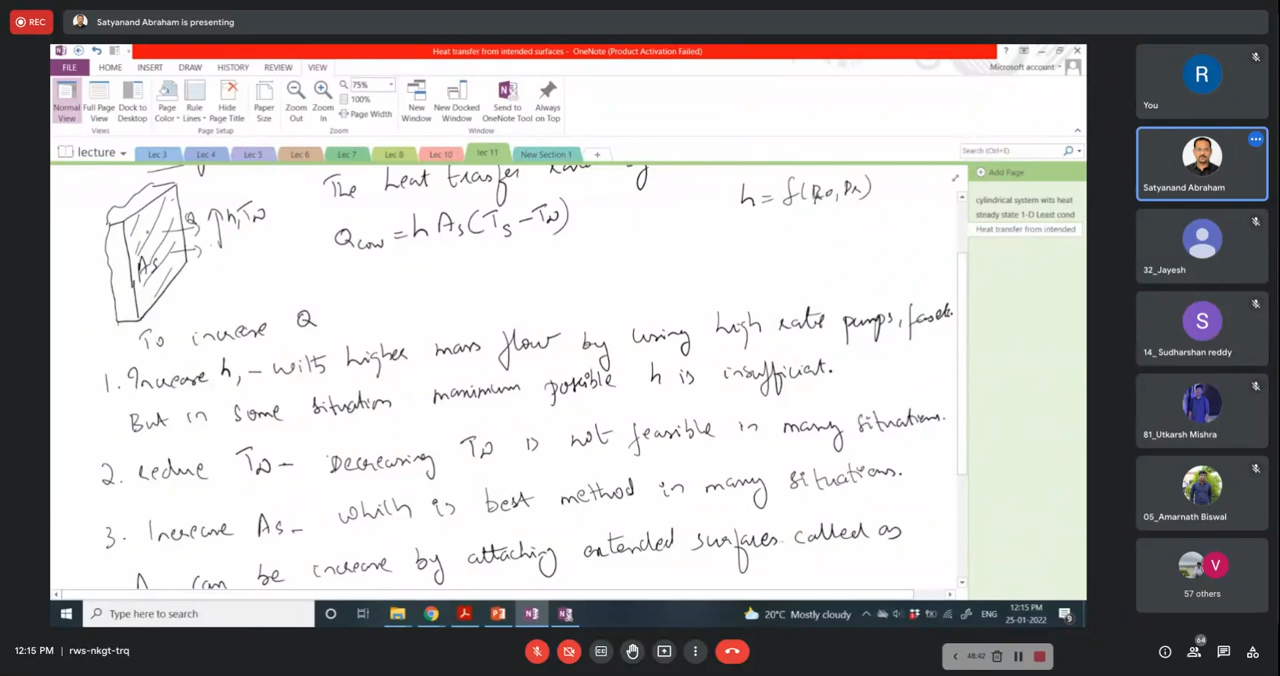 REC
Satyanand Abraham is presenting
Heat transfer from intended surfaces - OneNote (Product Activation Failed)
FILE HOME INSERT DRAW HISTORY REVIEW VIEW
Microsoft account
Normal View
Full Page View
Dock to Desktop
Page Color
Rule Lines
Hide Page Title
Paper Size
Zoom Out
Zoom In
75%
100%
Page Width
New Window
New Docked Window
Send to OneNote Tool
Always on Top
Views
Page Setup
Zoom
Window
lecture
Lec 3
Lec 4
Lec 5
Lec 6
Lec 7
Lec 8
Lec 10
lec 11
New Section 1
Search (Ctrl+E)
Add Page
cylindrical system wits heat
steady state 1-D Least cond
Heat transfer from intended
The heat transfer
h = f(Re, Pr)
Q h, T∞
As
Qconv = h As (Ts - T∞)
To increase Q
1. Increase h, - with higher mass flow by using high rate pumps,
But in some situation maximum possible h is insufficient.
2. reduce T∞ - Decreasing T∞ is not feasible in many situations.
3. Increase As - which is best method in many situations.
can be increase by attaching extended surfaces called as
Type here to search
20°C Mostly cloudy
ENG
12:15 PM
25-01-2022
9
R
You
Satyanand Abraham
32_Jayesh
S
14_ Sudharshan reddy
81_Utkarsh Mishra
05_Amarnath Biswal
V
57 others
12:15 PM | rws-nkgt-trq
48:42
64